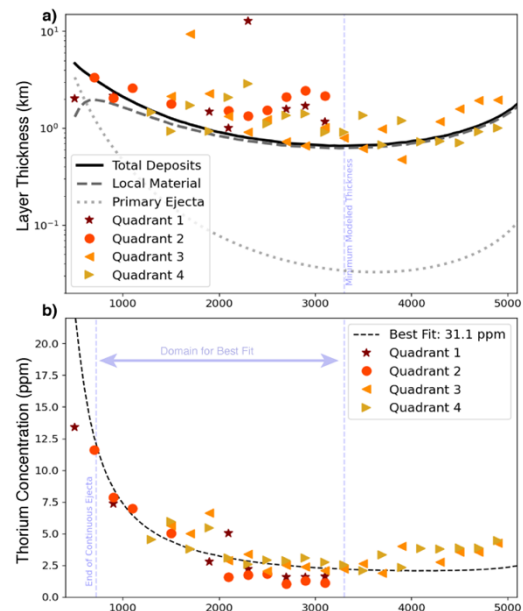 a)
10¹
10⁰
10⁻¹
Layer Thickness (km)
Total Deposits
Local Material
Primary Ejecta
Quadrant 1
Quadrant 2
Quadrant 3
Quadrant 4
Minimum Modeled Thickness
1000 2000 3000 4000 5000
b)
20.0
17.5
15.0
12.5
10.0
7.5
5.0
2.5
0.0
Thorium Concentration (ppm)
Domain for Best Fit
End of Continuous Ejecta
Best Fit: 31.1 ppm
Quadrant 1
Quadrant 2
Quadrant 3
Quadrant 4
1000 2000 3000 4000 5000